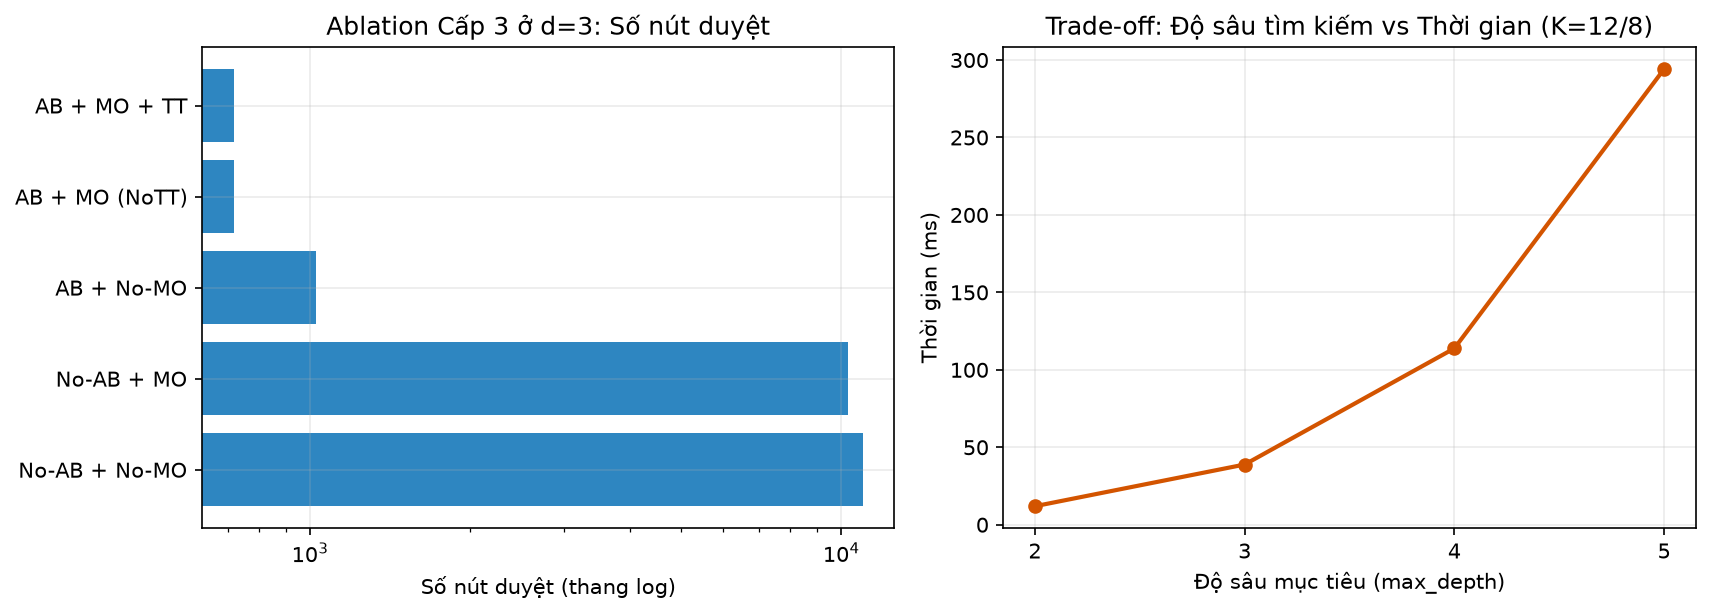 Ablation Cấp 3 ở d=3: Số nút duyệt
AB + MO + TT
AB + MO (NoTT)
AB + No-MO
No-AB + MO
No-AB + No-MO
10³
10⁴
Số nút duyệt (thang log)
Trade-off: Độ sâu tìm kiếm vs Thời gian (K=12/8)
Thời gian (ms)
300
250
200
150
100
50
0
2
3
4
5
Độ sâu mục tiêu (max_depth)